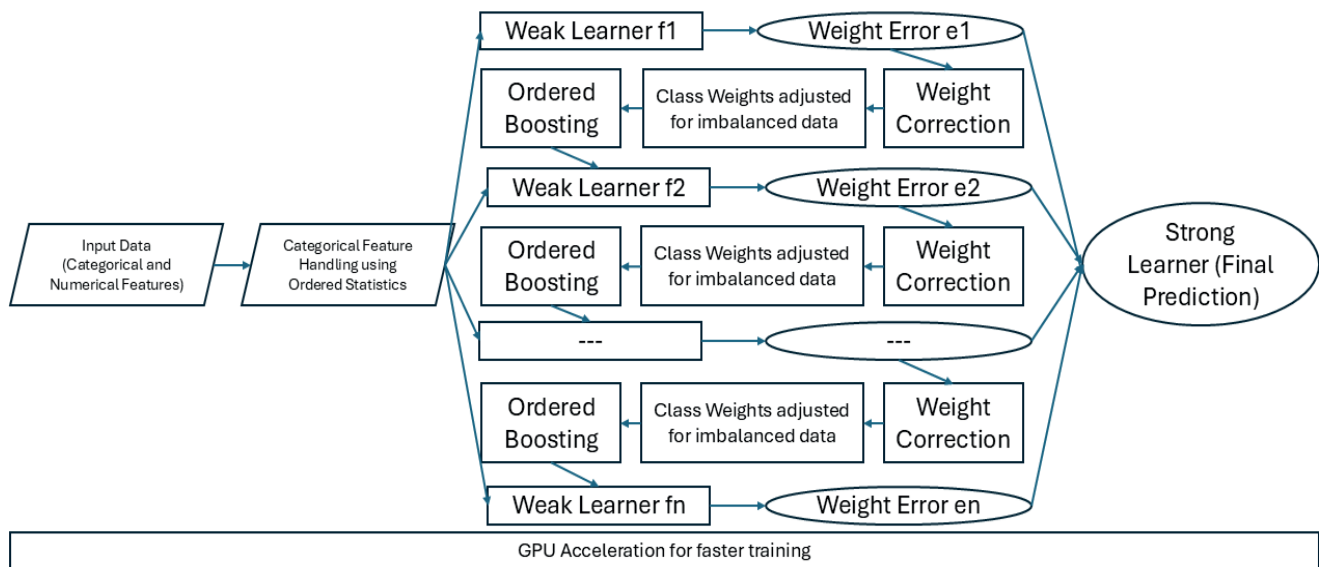 Weak Learner f1
Weight Error e1
Ordered
Boosting
Class Weights adjusted
for imbalanced data
Weight
Correction
Weak Learner f2
Weight Error e2
Input Data
(Categorical and
Numerical Features)
Categorical Feature
Handling using
Ordered Statistics
Ordered
Boosting
Class Weights adjusted
for imbalanced data
Weight
Correction
Strong
Learner (Final
Prediction)
---
---
Ordered
Boosting
Class Weights adjusted
for imbalanced data
Weight
Correction
Weak Learner fn
Weight Error en
GPU Acceleration for faster training